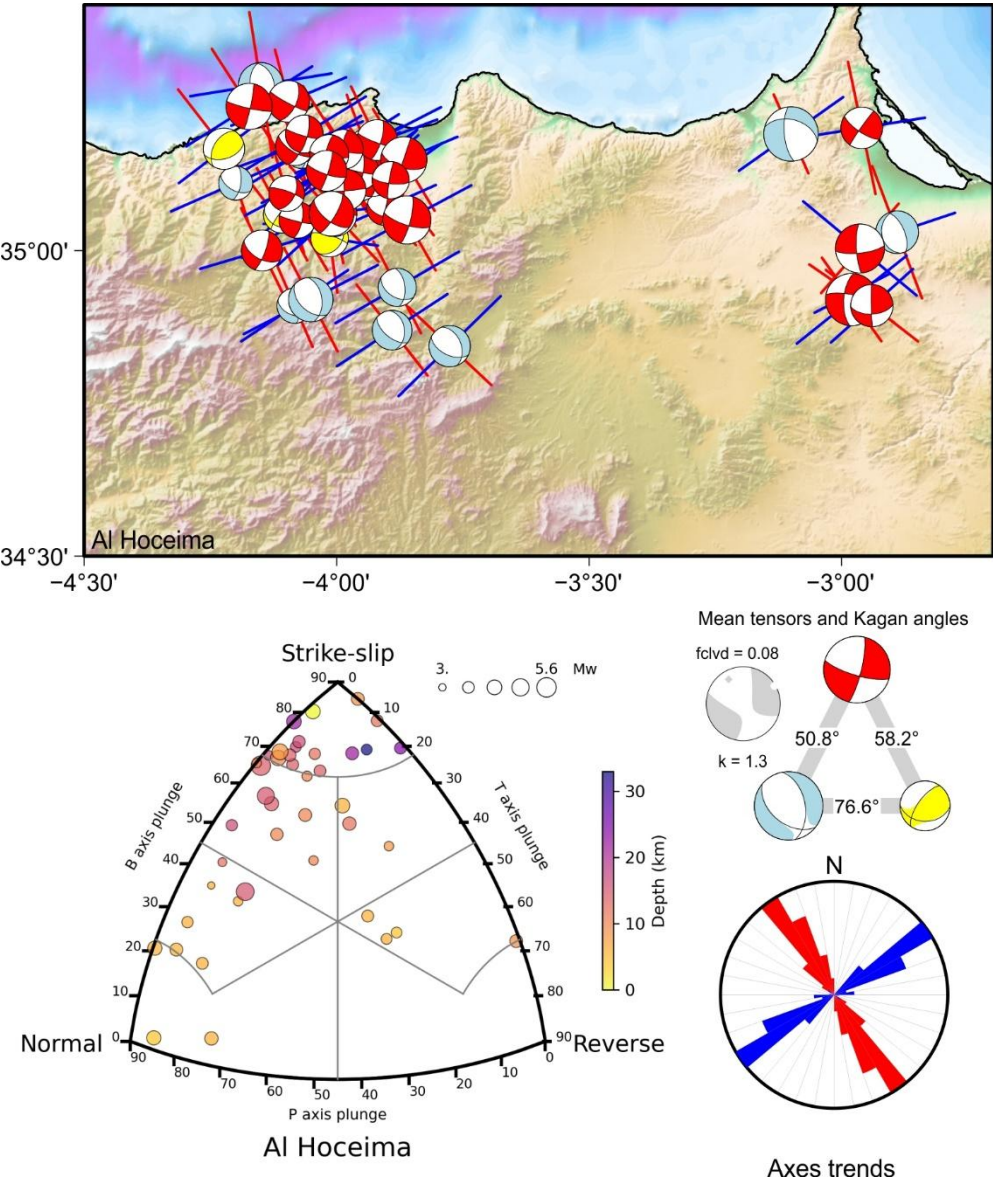 35°00'
34°30'
Al Hoceima
−4°30' −4°00' −3°30' −3°00'
Mean tensors and Kagan angles
fclvd = 0.08
50.8° 58.2°
k = 1.3
76.6°
Strike-slip
3. 5.6 Mw
90 0
80 10
70 20
60 30
50 40
40 50
30 60
20 70
10 80
0 90
B axis plunge
T axis plunge
Normal
Reverse
90 80 70 60 50 40 30 20 10 0
P axis plunge
Al Hoceima
30
20
10
0
Depth (km)
N
Axes trends